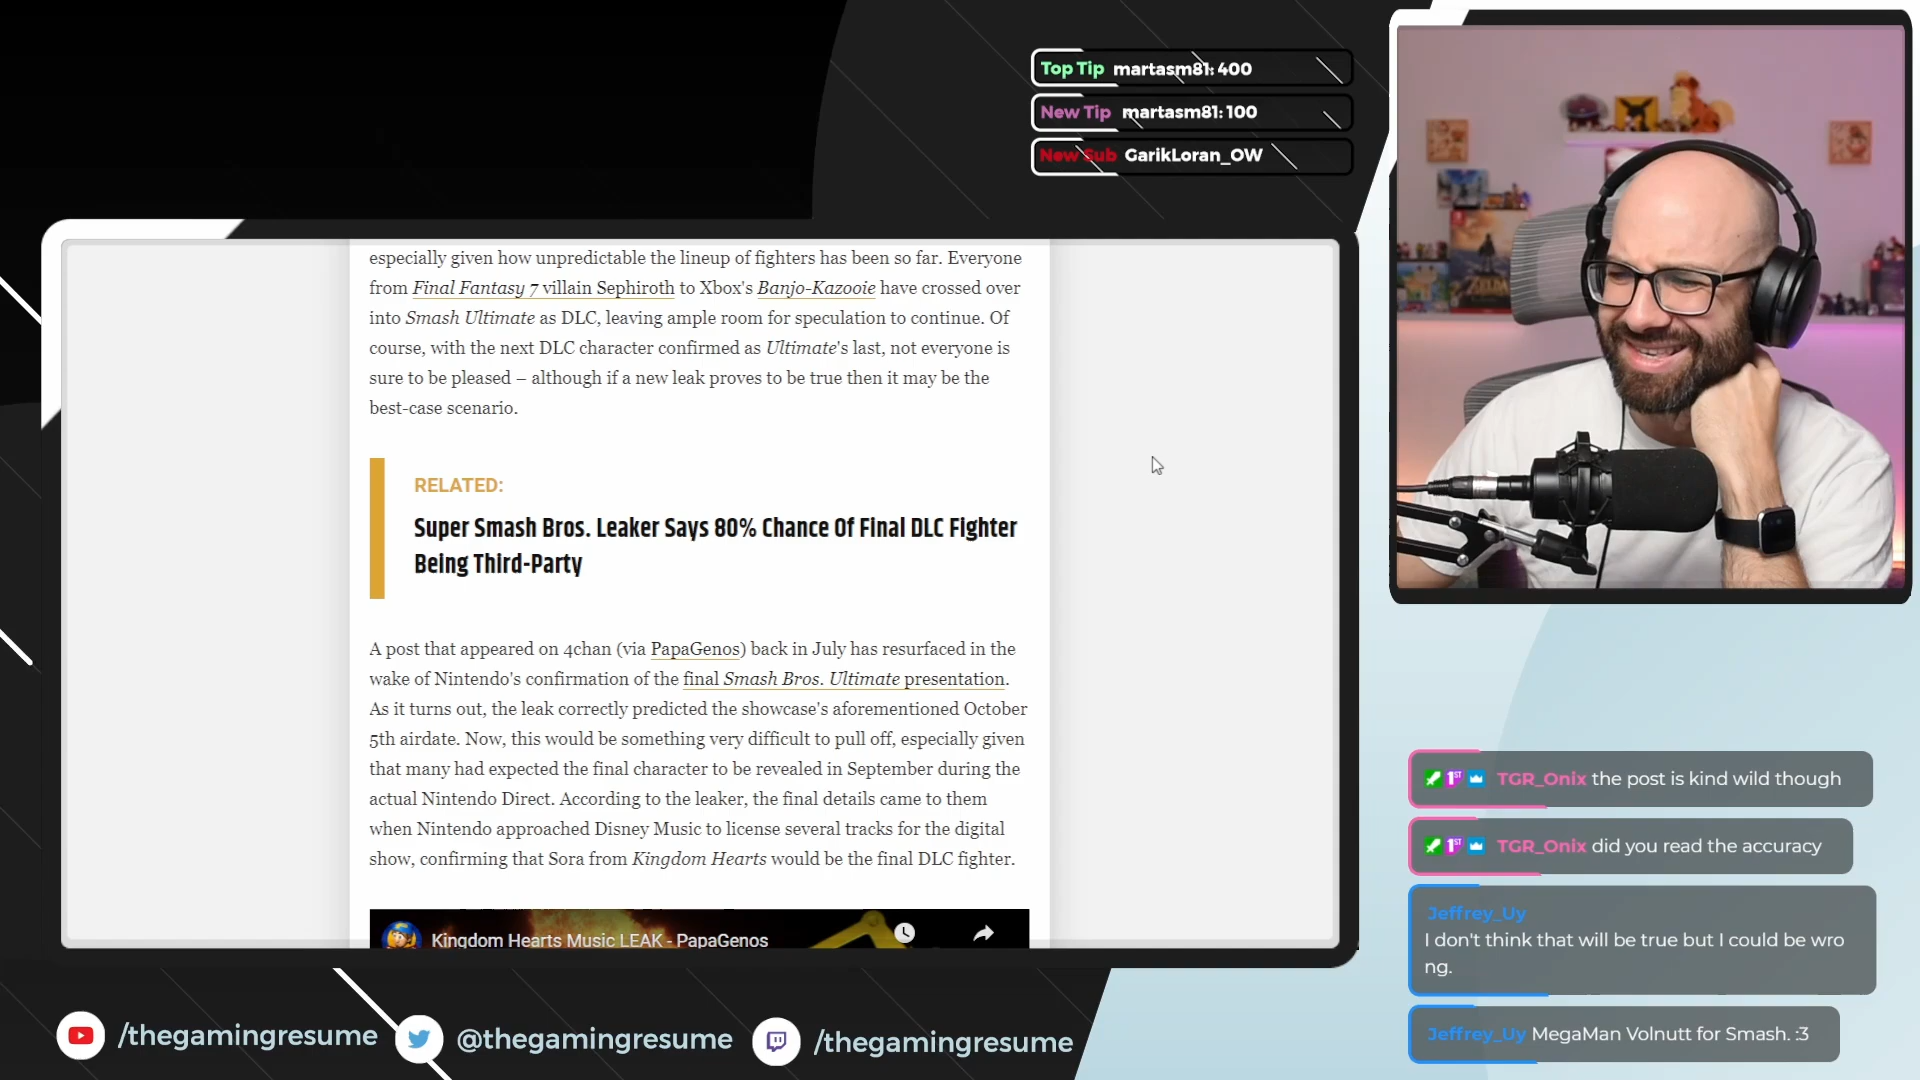 Top Tip martasm81: 400
New Tip martasm81: 100
New Sub GarikLoran_OW
especially given how unpredictable the lineup of fighters has been so far. Everyone
from Final Fantasy 7 villain Sephiroth to Xbox's Banjo-Kazooie have crossed over
into Smash Ultimate as DLC, leaving ample room for speculation to continue. Of
course, with the next DLC character confirmed as Ultimate's last, not everyone is
sure to be pleased – although if a new leak proves to be true then it may be the
best-case scenario.
RELATED:
Super Smash Bros. Leaker Says 80% Chance Of Final DLC Fighter
Being Third-Party
A post that appeared on 4chan (via PapaGenos) back in July has resurfaced in the
wake of Nintendo's confirmation of the final Smash Bros. Ultimate presentation.
As it turns out, the leak correctly predicted the showcase's aforementioned October
5th airdate. Now, this would be something very difficult to pull off, especially given
that many had expected the final character to be revealed in September during the
actual Nintendo Direct. According to the leaker, the final details came to them
when Nintendo approached Disney Music to license several tracks for the digital
show, confirming that Sora from Kingdom Hearts would be the final DLC fighter.
Kingdom Hearts Music LEAK - PapaGenos
ZELDA
1ST TGR_Onix the post is kind wild though
1ST TGR_Onix did you read the accuracy
Jeffrey_Uy
I don't think that will be true but I could be wro
ng.
Jeffrey_Uy MegaMan Volnutt for Smash. :3
/thegamingresume @thegamingresume /thegamingresume